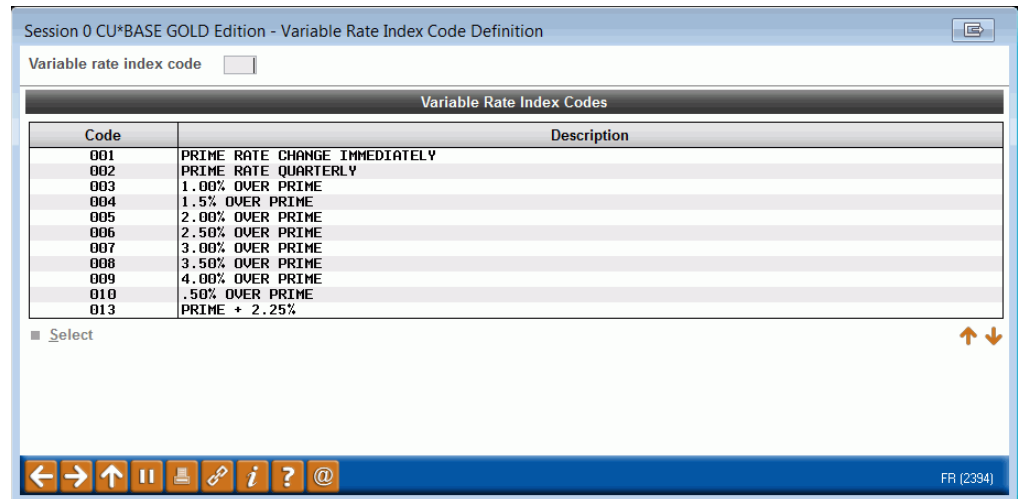 Session 0 CU*BASE GOLD Edition - Variable Rate Index Code Definition
Variable rate index code
Variable Rate Index Codes
Code Description
001 PRIME RATE CHANGE IMMEDIATELY
002 PRIME RATE QUARTERLY
003 1.00% OVER PRIME
004 1.5% OVER PRIME
005 2.00% OVER PRIME
006 2.50% OVER PRIME
007 3.00% OVER PRIME
008 3.50% OVER PRIME
009 4.00% OVER PRIME
010 .50% OVER PRIME
013 PRIME + 2.25%
Select
i ? @
FR (2394)